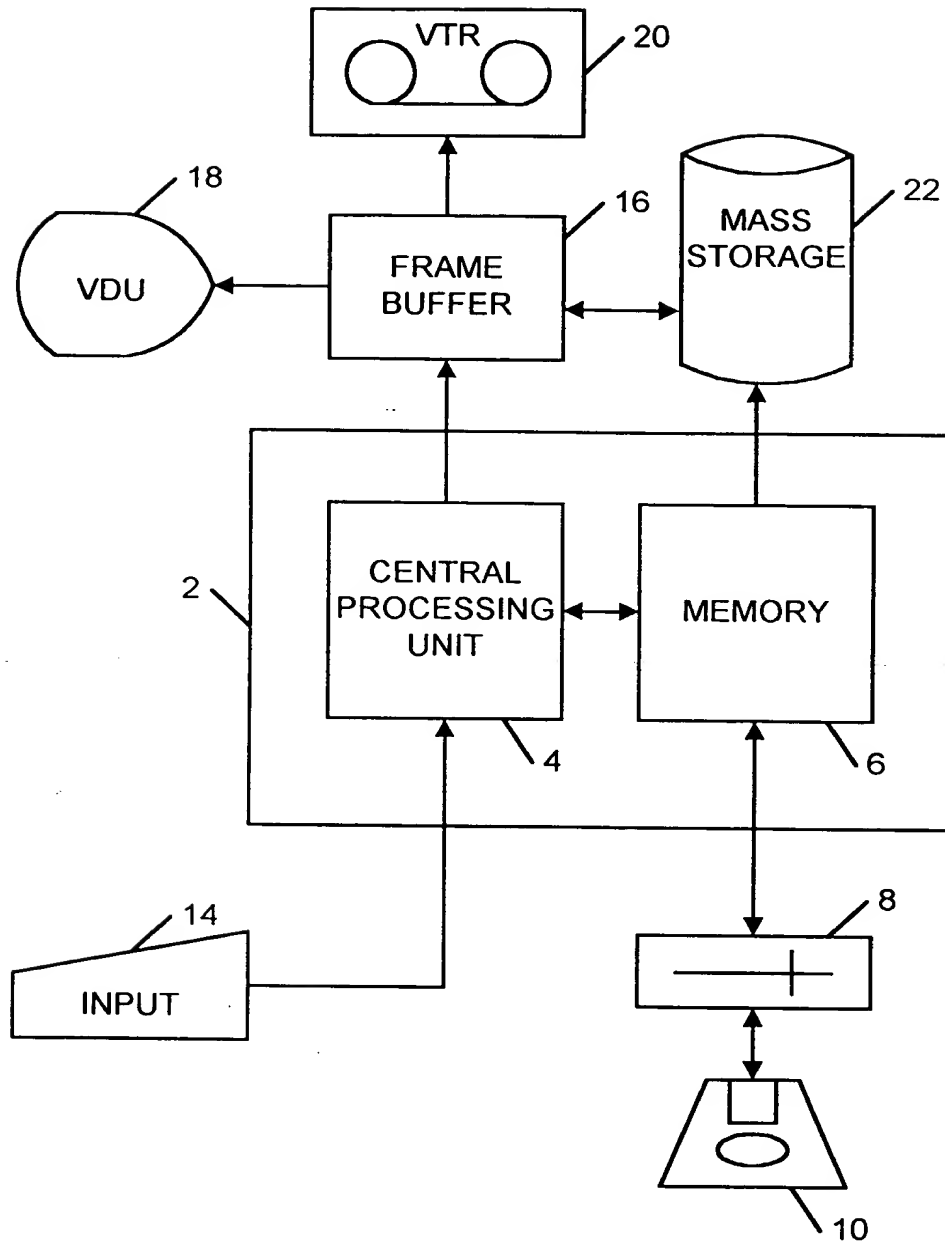 VTR
20
18
16
22
MASS
STORAGE
VDU
FRAME
BUFFER
2
CENTRAL
PROCESSING
UNIT
MEMORY
4
6
14
8
INPUT
10